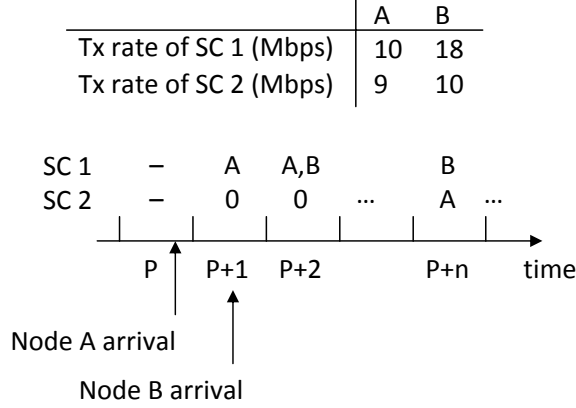 A B
Tx rate of SC 1 (Mbps) 10 18
Tx rate of SC 2 (Mbps) 9 10
SC 1 – A A,B B
SC 2 – 0 0 ... A ...
P P+1 P+2 P+n time
Node A arrival
Node B arrival